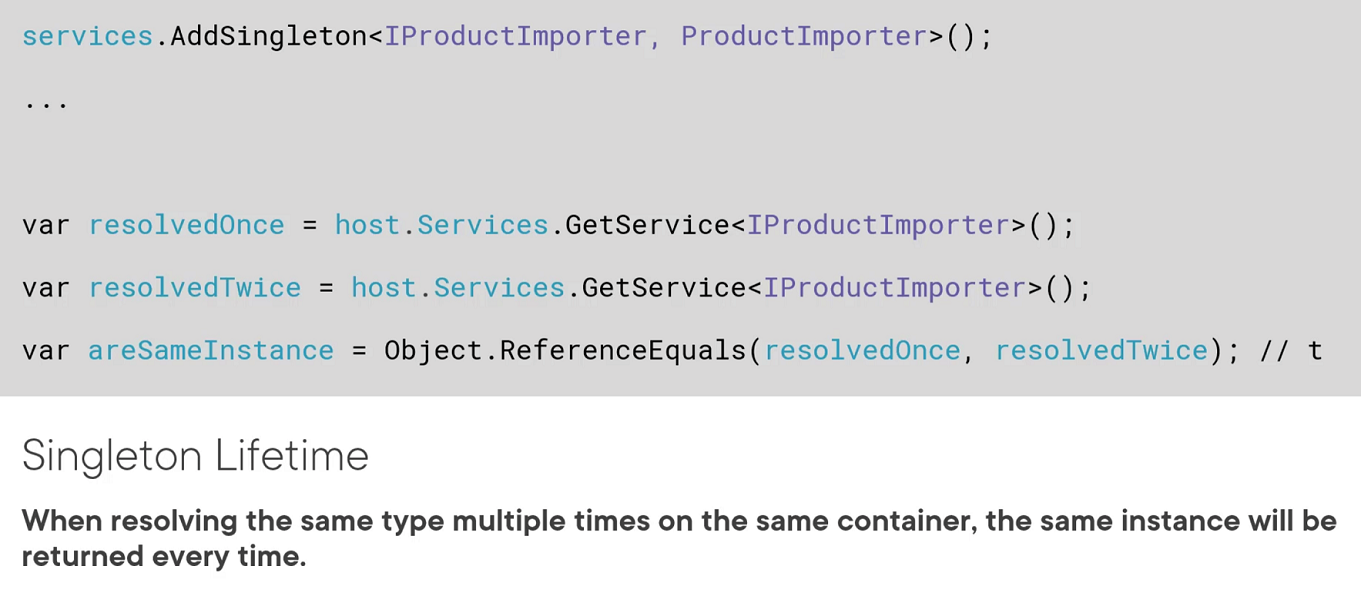 services.AddSingleton<IProductImporter, ProductImporter>();
...
var resolvedOnce = host.Services.GetService<IProductImporter>();
var resolvedTwice = host.Services.GetService<IProductImporter>();
var areSameInstance = Object.ReferenceEquals(resolvedOnce, resolvedTwice); // t
Singleton Lifetime
When resolving the same type multiple times on the same container, the same instance will be
returned every time.